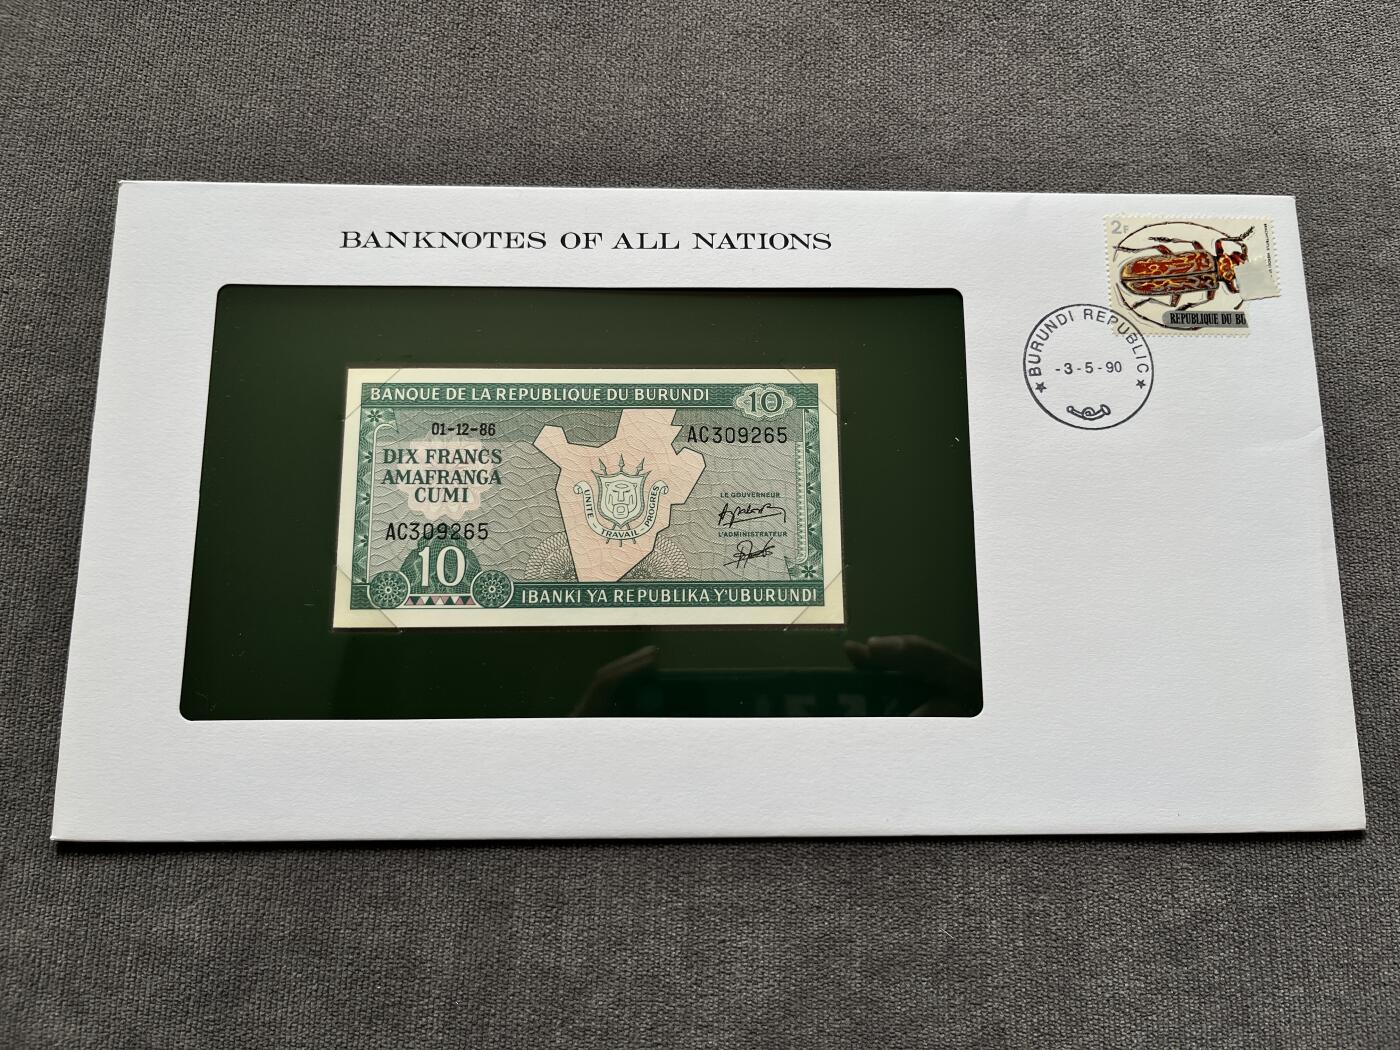 BANKNOTES OF ALL NATIONS
2F
REPUBLIQUE DU BU
★ BURUNDI REPUBLIC ★
-3-5-90
BANQUE DE LA REPUBLIQUE DU BURUNDI
10
01-12-86
AC309265
DIX FRANCS
AMAFRANGA
CUMI
UNITE - TRAVAIL - PROGRES
LE GOUVERNEUR
L'ADMINISTRATEUR
AC309265
10
IBANKI YA REPUBLIKA Y'UBURUNDI